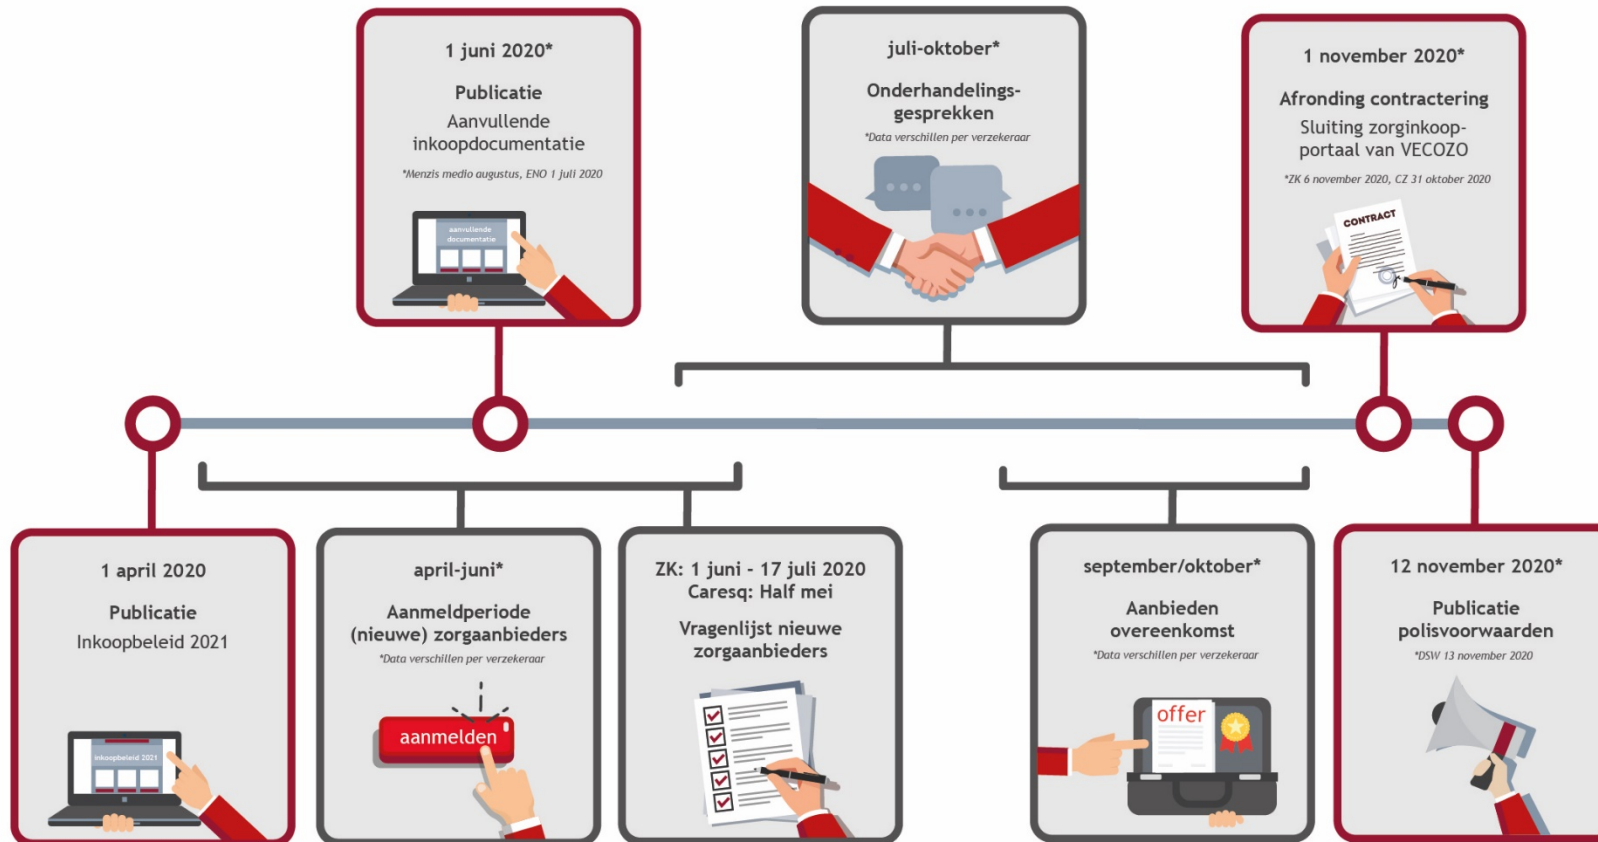 1 juni 2020*
Publicatie
Aanvullende
inkoopdocumentatie
*Menzis medio augustus, ENO 1 juli 2020
aanvullende
documentatie
juli-oktober*
Onderhandelings-
gesprekken
*Data verschillen per verzekeraar
1 november 2020*
Afronding contractering
Sluiting zorginkoop-
portaal van VECOZO
*ZK 6 november 2020, CZ 31 oktober 2020
CONTRACT
1 april 2020
Publicatie
Inkoopbeleid 2021
Inkoopbeleid 2021
april-juni*
Aanmeldperiode
(nieuwe) zorgaanbieders
*Data verschillen per verzekeraar
aanmelden
ZK: 1 juni - 17 juli 2020
Caresq: Half mei
Vragenlijst nieuwe
zorgaanbieders
september/oktober*
Aanbieden
overeenkomst
*Data verschillen per verzekeraar
offer
12 november 2020*
Publicatie
polisvoorwaarden
*DSW 13 november 2020